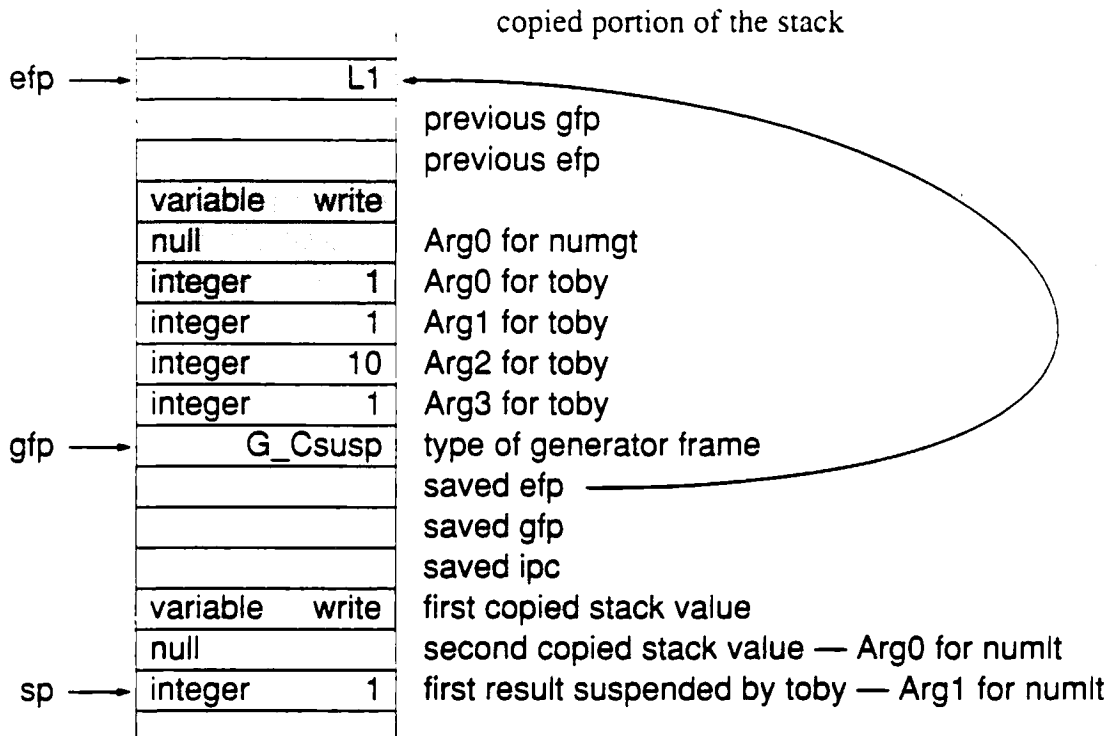 copied portion of the stack
efp L1
previous gfp
previous efp
variable write
null Arg0 for numgt
integer 1 Arg0 for toby
integer 1 Arg1 for toby
integer 10 Arg2 for toby
integer 1 Arg3 for toby
gfp G_Csusp type of generator frame
saved efp
saved gfp
saved ipc
variable write first copied stack value
null second copied stack value — Arg0 for numlt
sp integer 1 first result suspended by toby — Arg1 for numlt